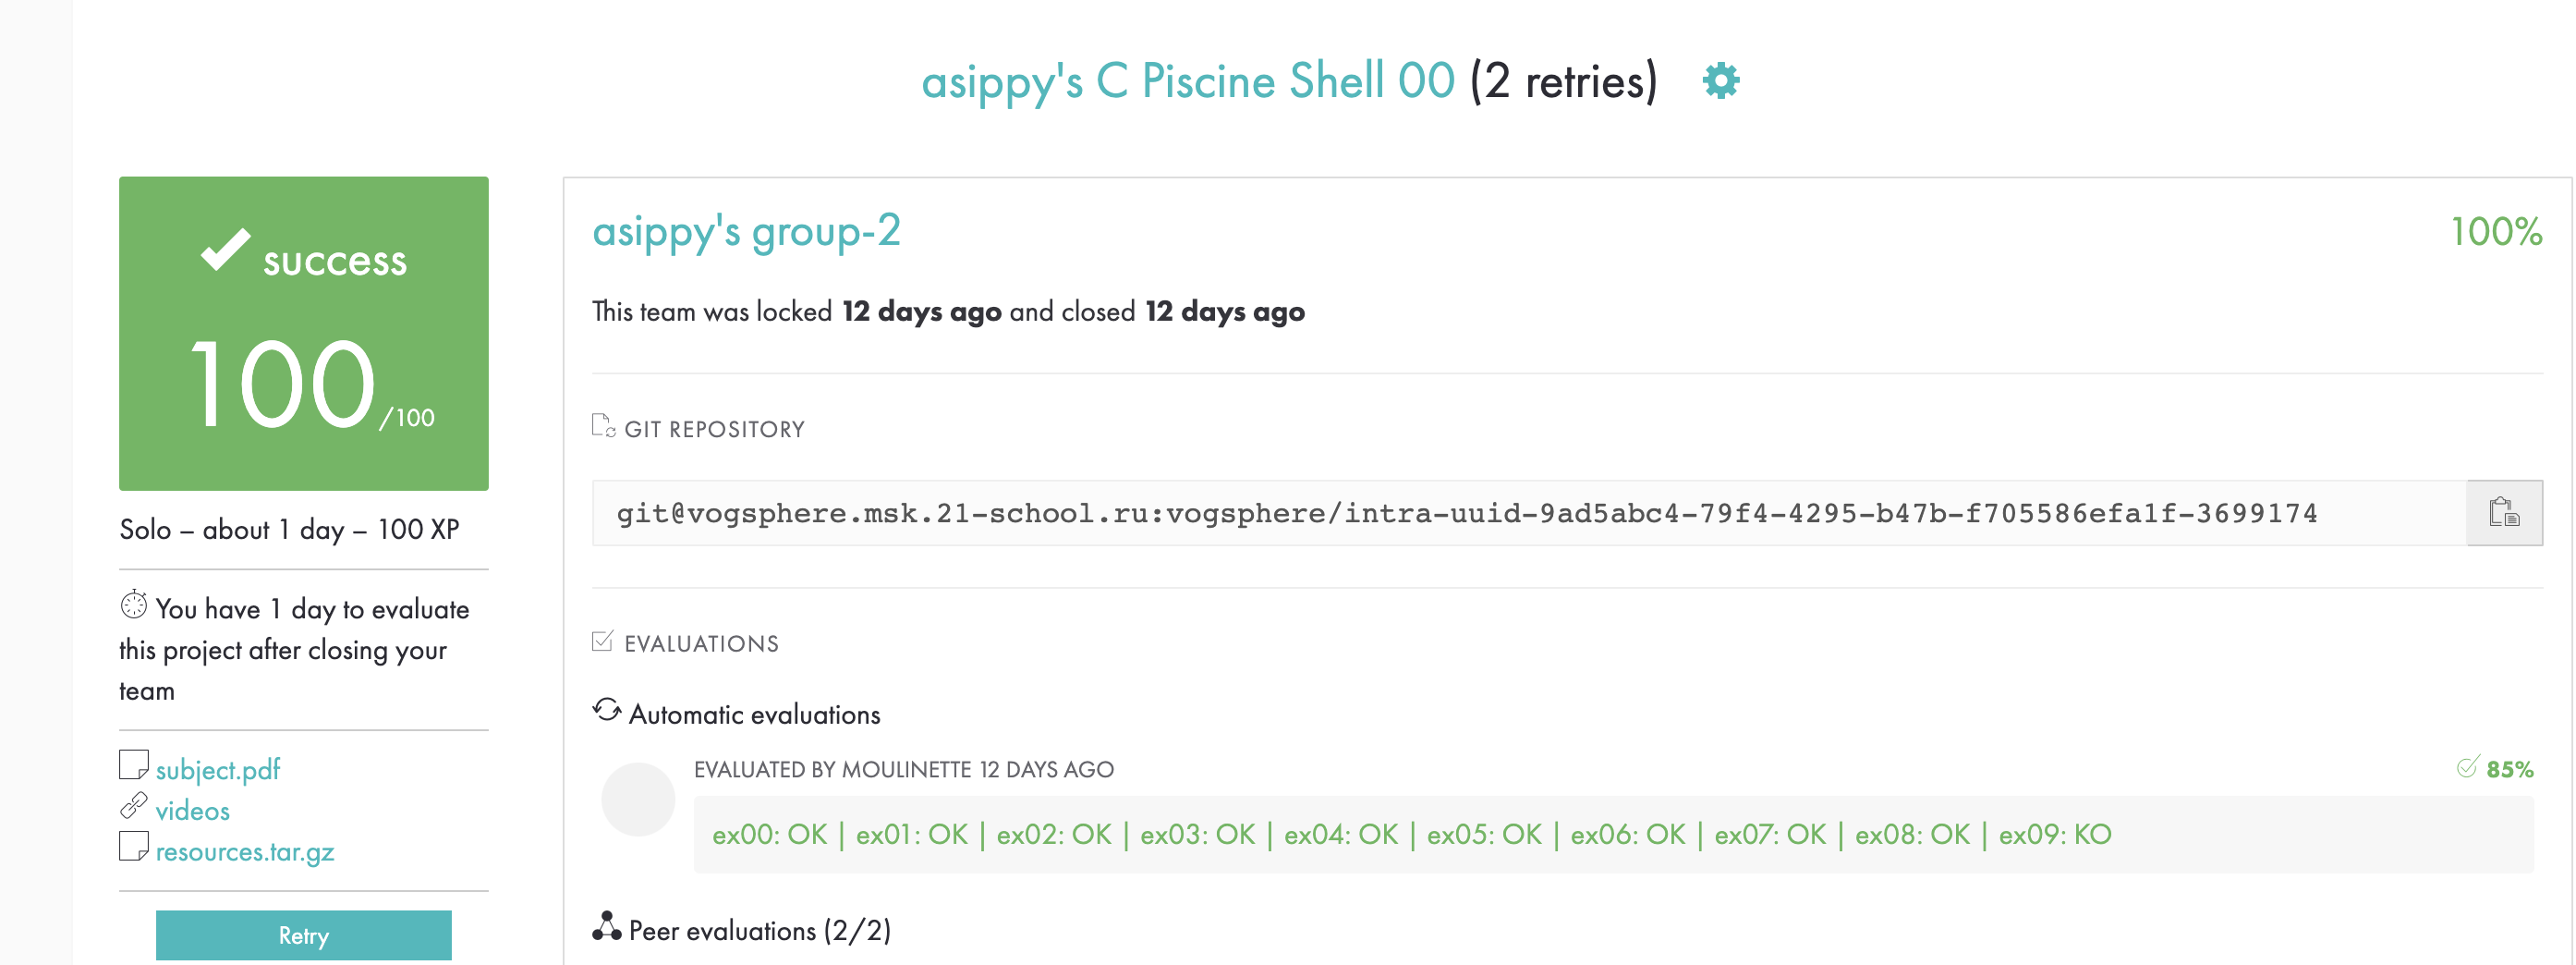 asippy's C Piscine Shell 00 (2 retries)
success
100/100
Solo – about 1 day – 100 XP
You have 1 day to evaluate
this project after closing your
team
subject.pdf
videos
resources.tar.gz
Retry
asippy's group-2
100%
This team was locked 12 days ago and closed 12 days ago
GIT REPOSITORY
git@vogsphere.msk.21-school.ru:vogsphere/intra-uuid-9ad5abc4-79f4-4295-b47b-f705586efa1f-3699174
EVALUATIONS
Automatic evaluations
EVALUATED BY MOULINETTE 12 DAYS AGO
85%
ex00: OK | ex01: OK | ex02: OK | ex03: OK | ex04: OK | ex05: OK | ex06: OK | ex07: OK | ex08: OK | ex09: KO
Peer evaluations (2/2)